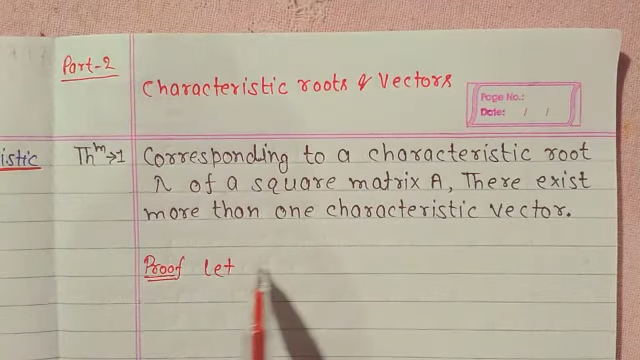 Part-2
Characteristic roots & Vectors
Page No.:
Date: / /
istic
Thm→1 Corresponding to a characteristic root
λ of a square matrix A, There exist
more than one characteristic vector.
Proof let